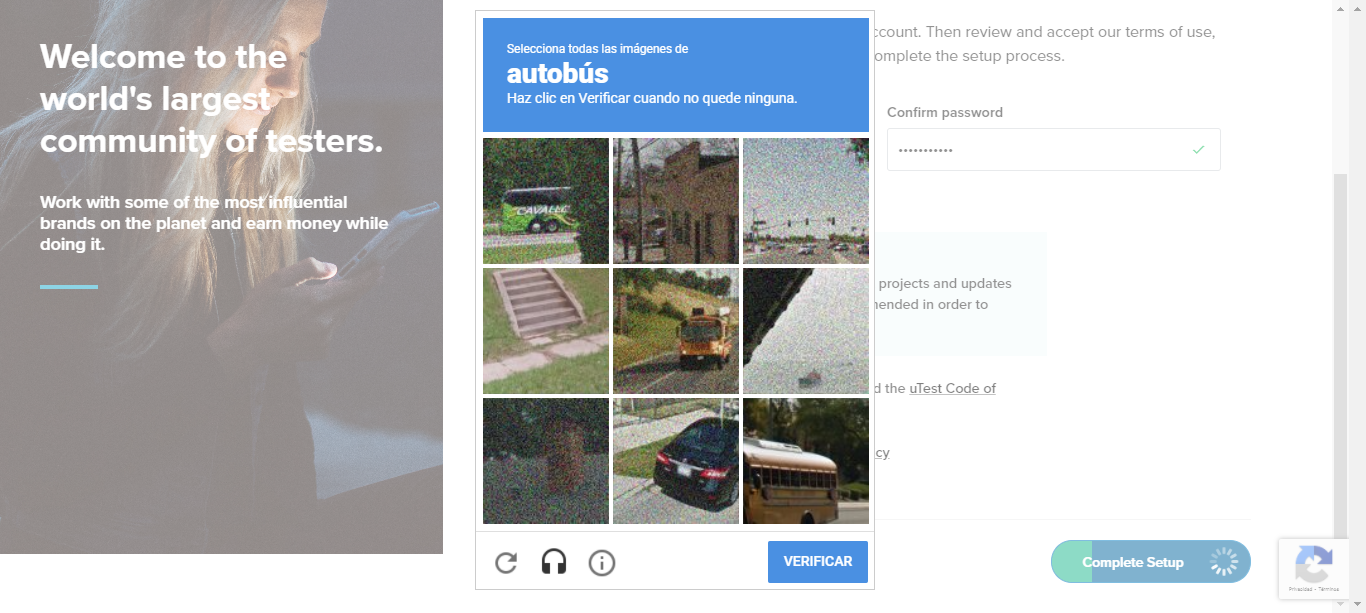 Welcome to the
world's largest
community of testers.
Work with some of the most influential
brands on the planet and earn money while
doing it.
Selecciona todas las imágenes de
autobús
Haz clic en Verificar cuando no quede ninguna.
CAVALLO
VERIFICAR
ccount. Then review and accept our terms of use,
omplete the setup process.
Confirm password
•••••••••••
projects and updates
nended in order to
d the uTest Code of
cy
Complete Setup
Privacidad - Términos